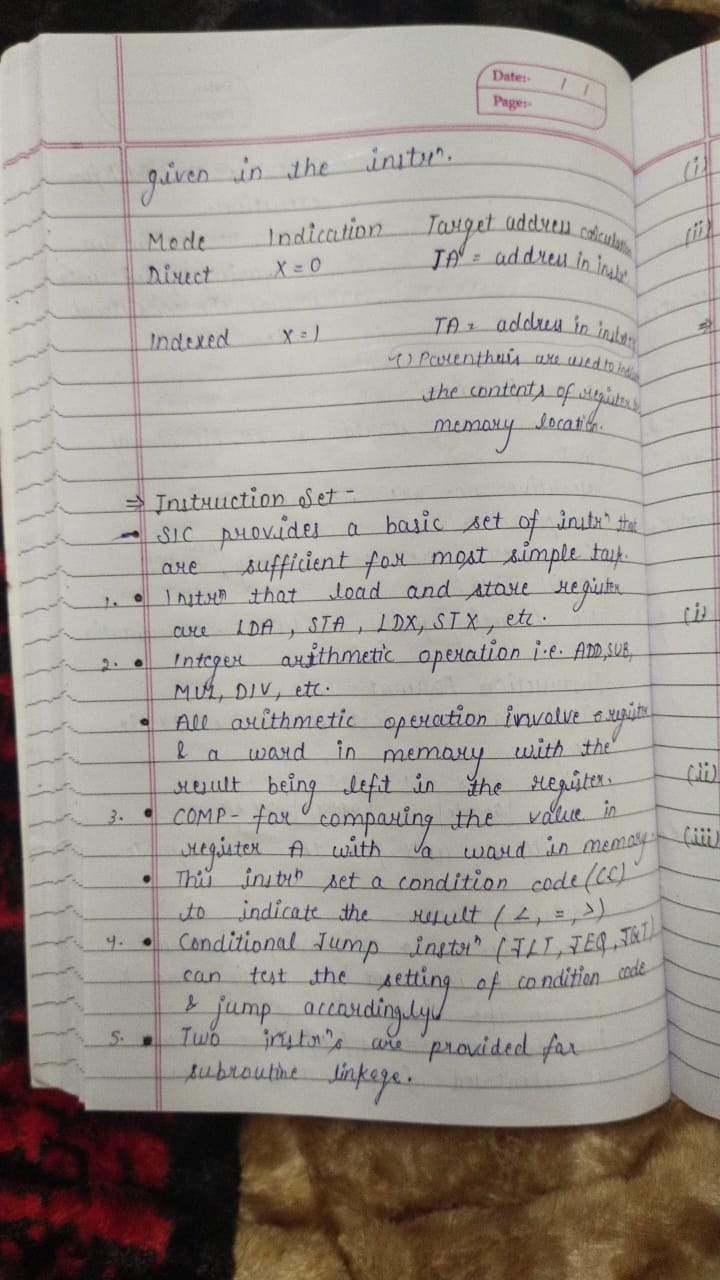 Date:- / /
Page:-
given in the instrⁿ.
Mode Indication Target address calculation
Direct X = 0 TA = address in instrⁿ
Indexed X = 1 TA = address in
Parenthesis are used to
the contents of register
memory location.
⇒ Instruction Set -
- SIC provides a basic set of instrⁿ that
are sufficient for most simple task.
1. • Instrⁿ that load and store register
are LDA, STA, LDX, STX, etc.
2. • Integer arithmetic operation i.e. ADD, SUB,
MUL, DIV, etc.
• All arithmetic operation involve a register
& a word in memory with the
result being left in the register.
3. • COMP - for comparing the value in
register A with a word in memory.
• This instrⁿ set a condition code (CC)
to indicate the result (<, =, >)
4. • Conditional Jump instrⁿ (JLT, JEQ, JGT)
can test the setting of condition code
& jump accordingly
5. • Two instrⁿ's are provided for
subroutine linkege.
(i)
(ii)
⇒
(i)
(ii)
(iii)